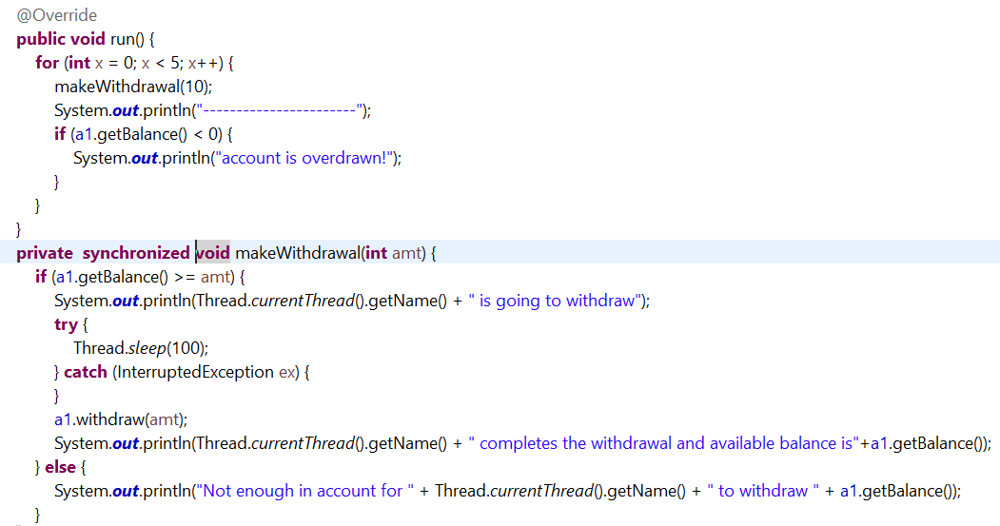 @Override
public void run() {
for (int x = 0; x < 5; x++) {
makeWithdrawal(10);
System.out.println("-----------------------");
if (a1.getBalance() < 0) {
System.out.println("account is overdrawn!");
}
}
}
private  synchronized void makeWithdrawal(int amt) {
if (a1.getBalance() >= amt) {
System.out.println(Thread.currentThread().getName() + " is going to withdraw");
try {
Thread.sleep(100);
} catch (InterruptedException ex) {
}
a1.withdraw(amt);
System.out.println(Thread.currentThread().getName() + " completes the withdrawal and available balance is"+a1.getBalance());
} else {
System.out.println("Not enough in account for " + Thread.currentThread().getName() + " to withdraw " + a1.getBalance());
}